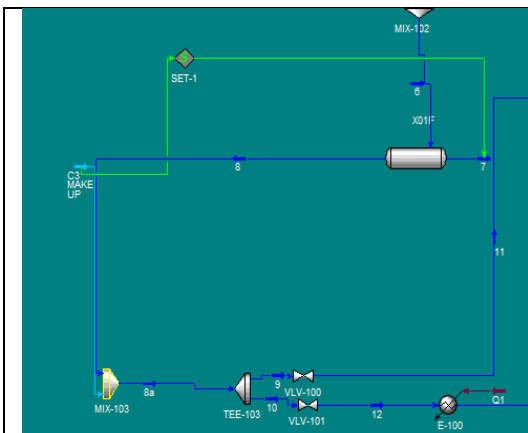 MIX-102
SET-1
6
X01F
8
7
C3
MAKE
UP
11
9
8a
VLV-100
Q1
MIX-103
TEE-103
10
VLV-101
12
E-100